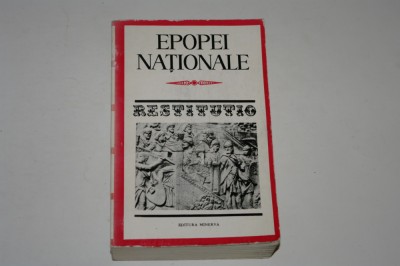 EPOPEI
NAȚIONALE
RESTITUTIO
EDITURA MINERVA